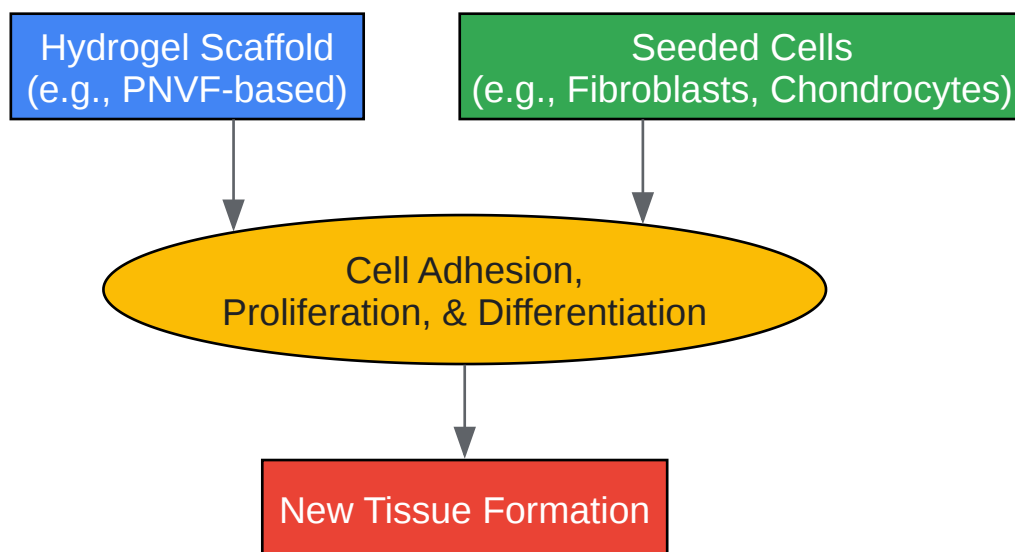 Hydrogel Scaffold
(e.g., PNVF-based)
Seeded Cells
(e.g., Fibroblasts, Chondrocytes)
Cell Adhesion,
Proliferation, & Differentiation
New Tissue Formation